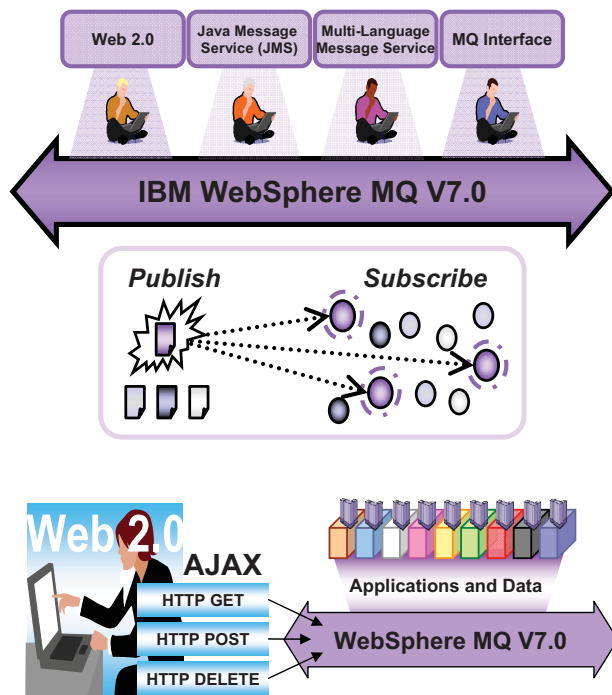 Web 2.0
Java Message
Service (JMS)
Multi-Language
Message Service
MQ Interface
IBM WebSphere MQ V7.0
Publish
Subscribe
Web 2.0
AJAX
HTTP GET
HTTP POST
HTTP DELETE
Applications and Data
WebSphere MQ V7.0